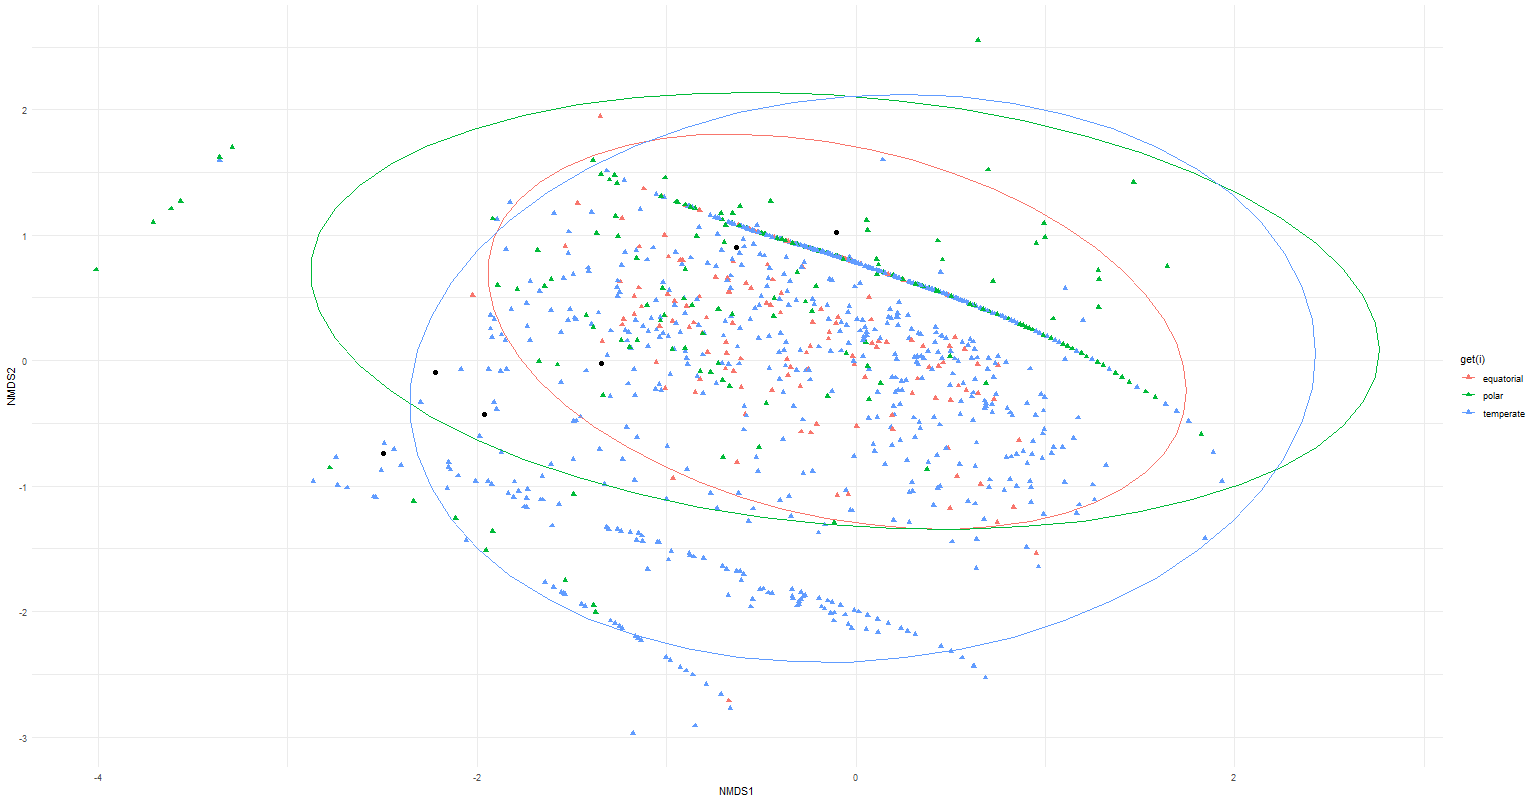 2
1
0
-1
-2
-3
NMDS2
-4
-2
0
2
NMDS1
get(i)
equatorial
polar
temperate